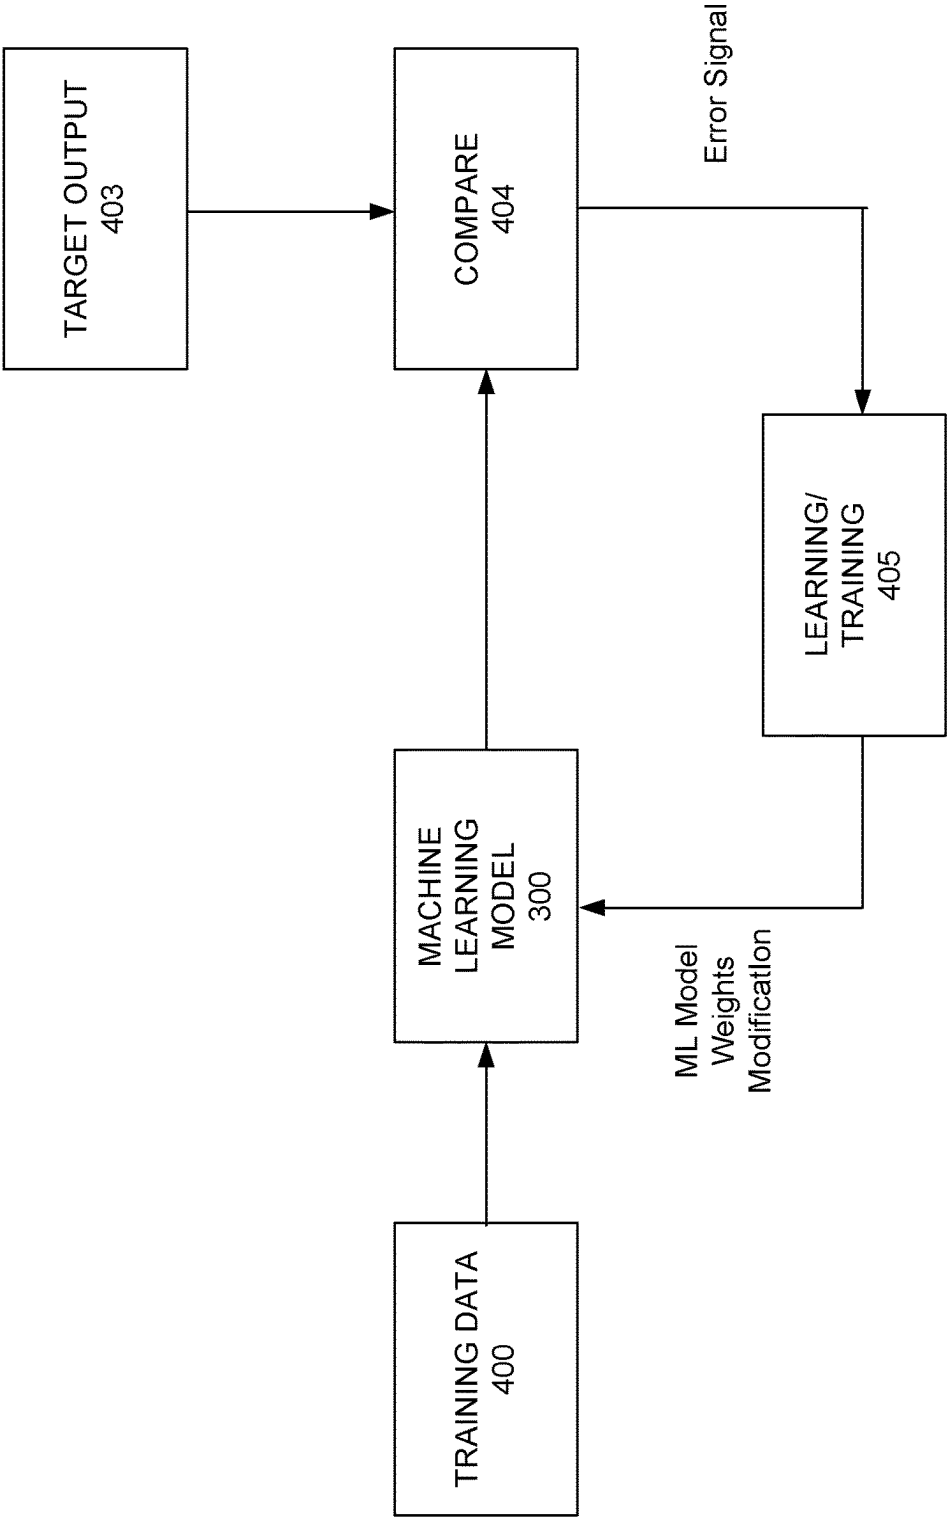 TARGET OUTPUT
403
TRAINING DATA
400
MACHINE
LEARNING
MODEL
300
COMPARE
404
ML Model
Weights
ModificatIon
Error Signal
LEARNING/
TRAINING
405